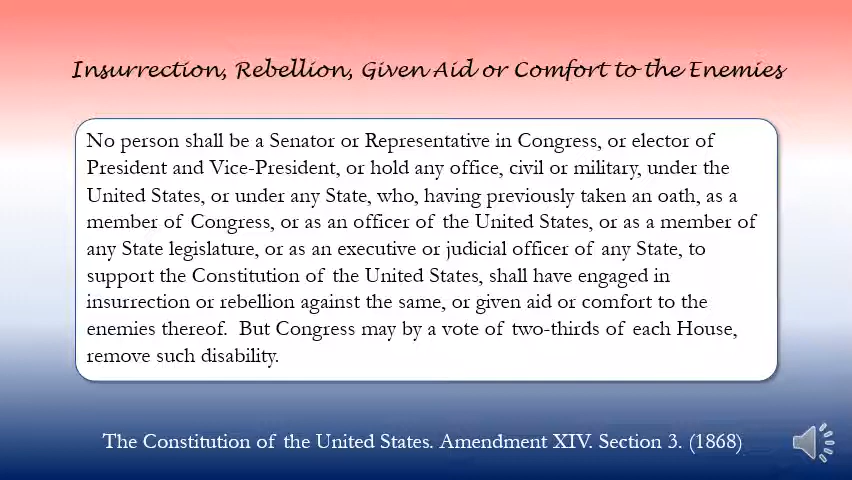 Insurrection, Rebellion, Given Aid or Comfort to the Enemies
No person shall be a Senator or Representative in Congress, or elector of
President and Vice-President, or hold any office, civil or military, under the
United States, or under any State, who, having previously taken an oath, as a
member of Congress, or as an officer of the United States, or as a member of
any State legislature, or as an executive or judicial officer of any State, to
support the Constitution of the United States, shall have engaged in
insurrection or rebellion against the same, or given aid or comfort to the
enemies thereof.  But Congress may by a vote of two-thirds of each House,
remove such disability.
The Constitution of the United States. Amendment XIV. Section 3. (1868)